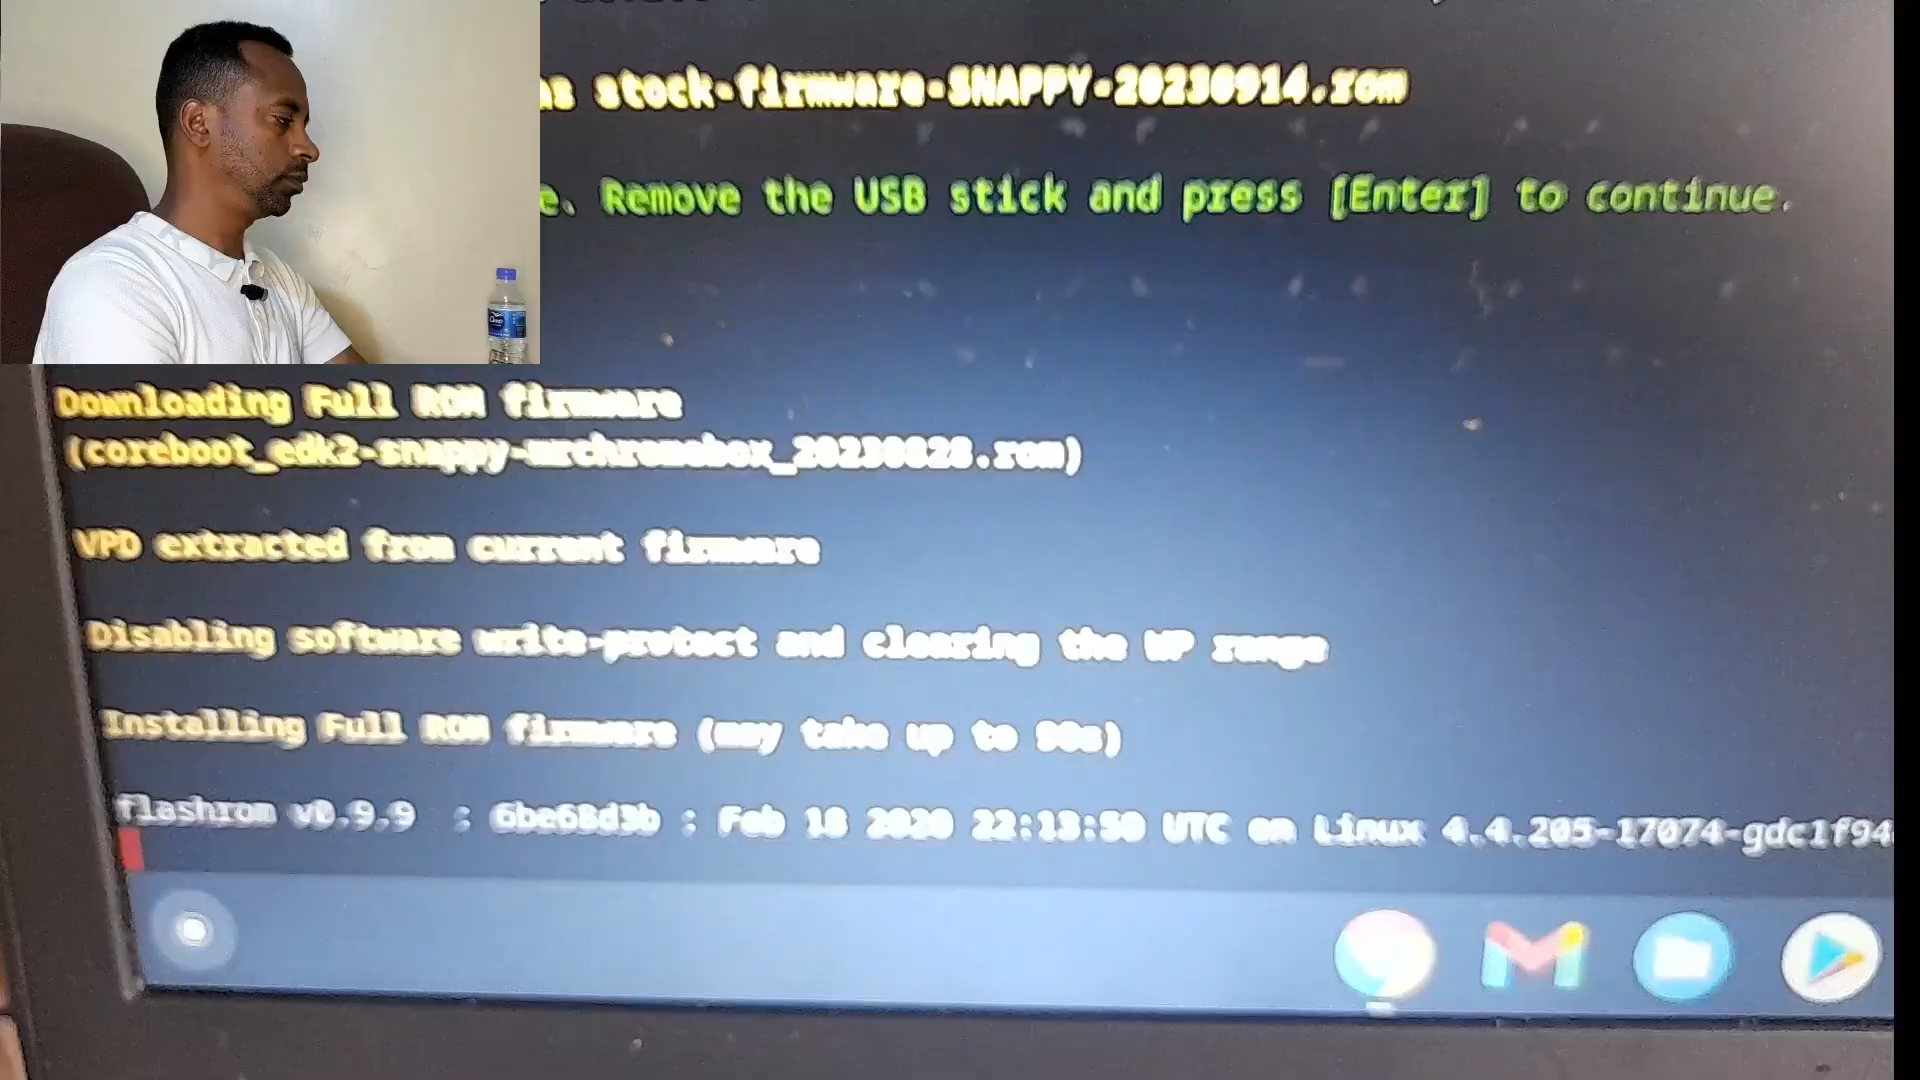 as stock-firmware-SNAPPY-20230914.rom
e. Remove the USB stick and press [Enter] to continue.
Downloading Full ROM firmware
(coreboot_edk2-snappy-mrchromebox_20230828.rom)
VPD extracted from current firmware
Disabling software write-protect and clearing the WP range
Installing Full ROM firmware (may take up to 90s)
flashrom v0.9.9 : 6be68d3b : Feb 18 2020 22:13:50 UTC on Linux 4.4.205-17074-gdc1f94